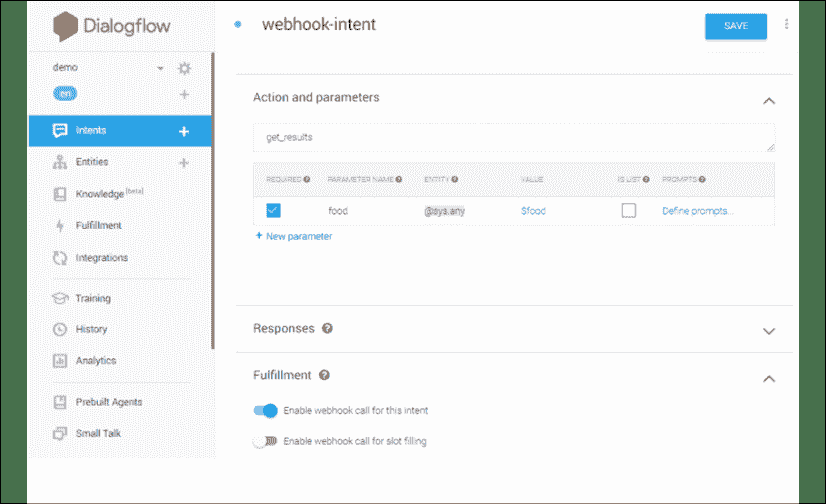 Dialogflow
demo
en
Intents
Entities
Knowledge [beta]
Fulfillment
Integrations
Training
History
Analytics
Prebuilt Agents
Small Talk
webhook-intent
SAVE
Action and parameters
get_results
REQUIRED PARAMETER NAME ENTITY VALUE IS LIST PROMPTS
food @sys.any $food Define prompts...
+ New parameter
Responses
Fulfillment
Enable webhook call for this intent
Enable webhook call for slot filling